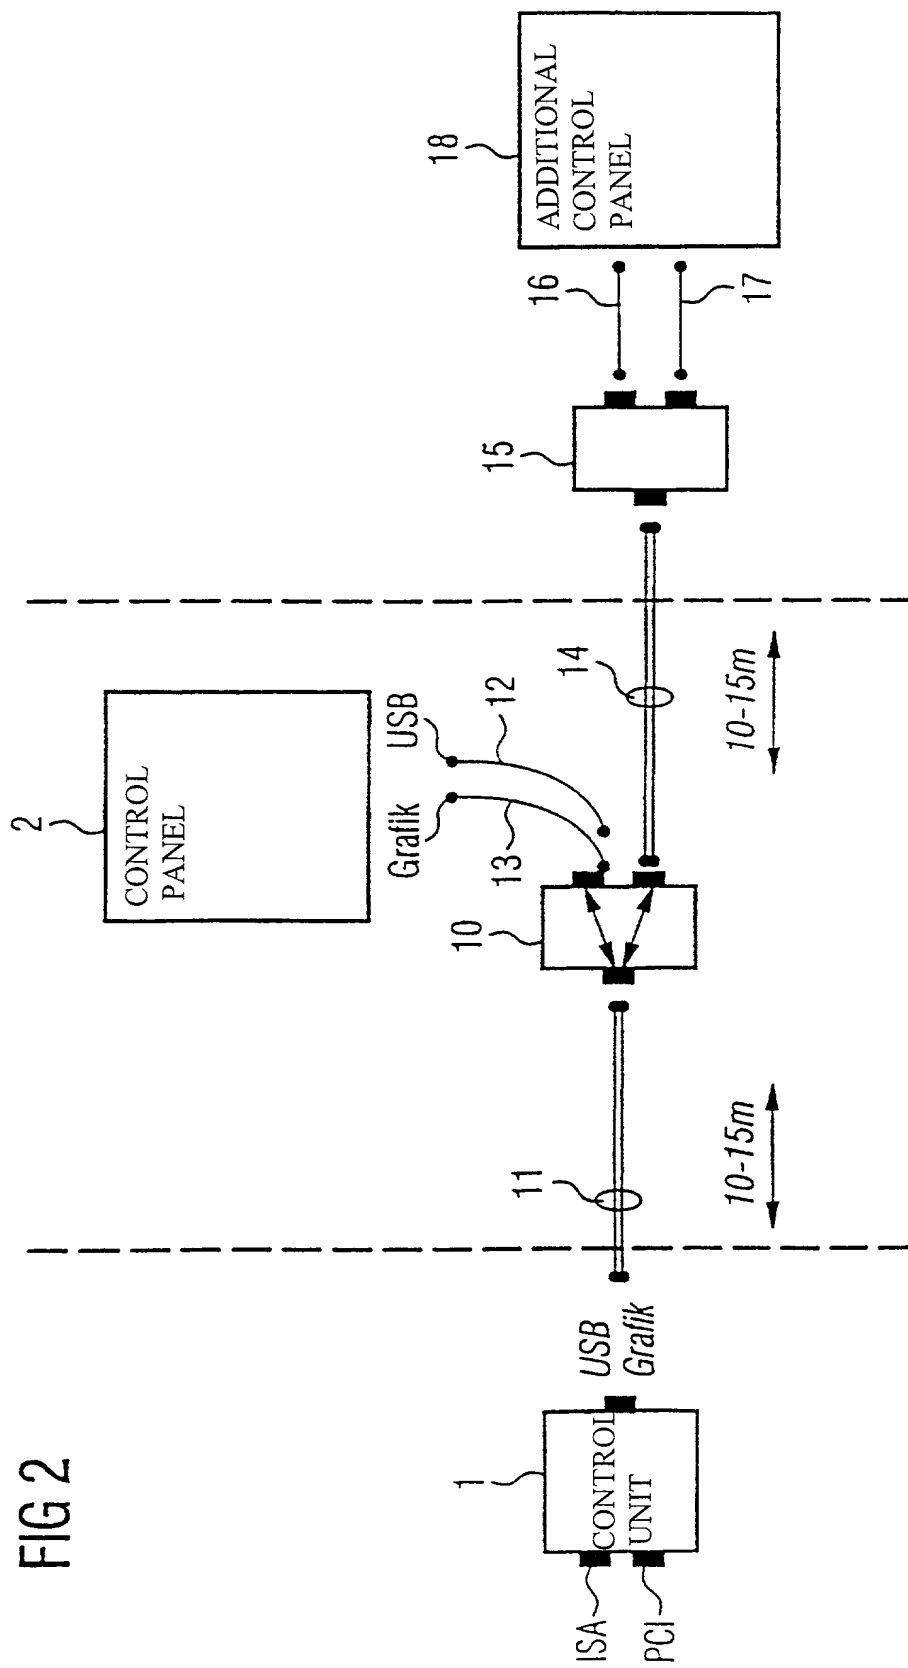 FIG 2
ISA
PCI
1
CONTROL
UNIT
USB
Grafik
11
10-15m
10
2
CONTROL
PANEL
Grafik
USB
13
12
14
10-15m
15
16
17
18
ADDITIONAL
CONTROL
PANEL